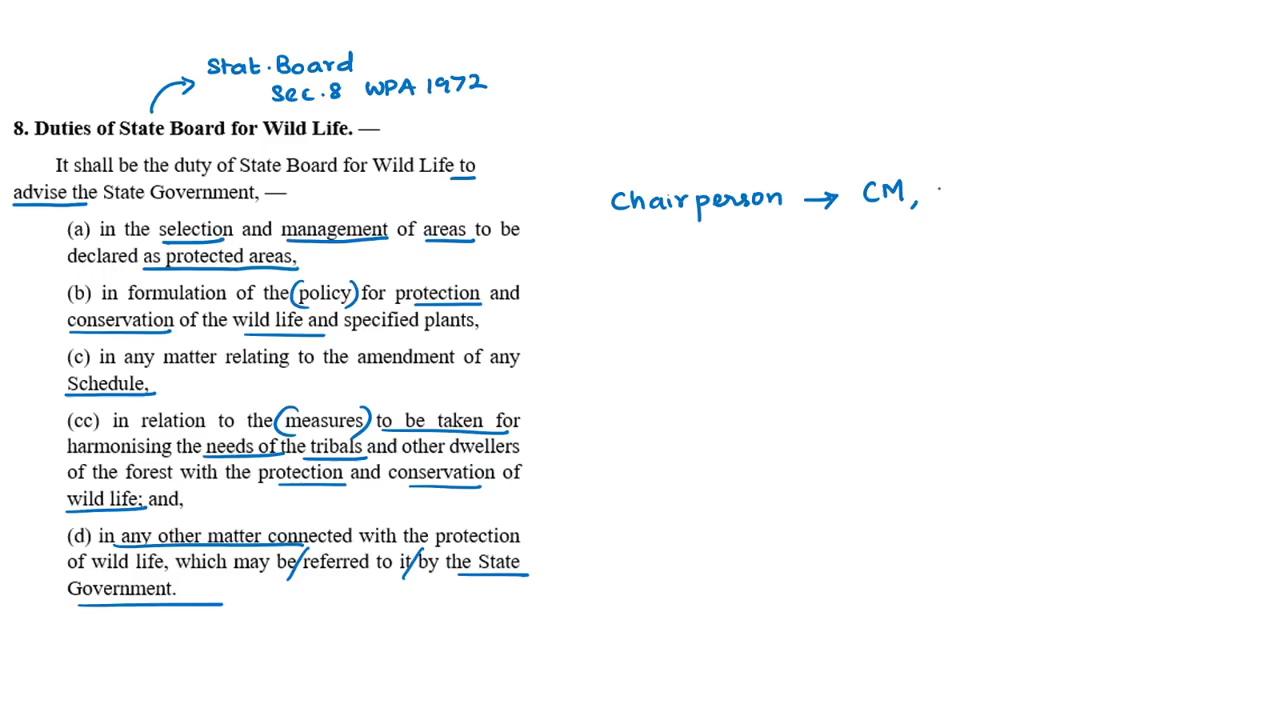 Stat. Board
Sec. 8 WPA 1972
8. Duties of State Board for Wild Life. —
It shall be the duty of State Board for Wild Life to
advise the State Government, —
(a) in the selection and management of areas to be
declared as protected areas,
(b) in formulation of the (policy) for protection and
conservation of the wild life and specified plants,
(c) in any matter relating to the amendment of any
Schedule,
(cc) in relation to the (measures) to be taken for
harmonising the needs of the tribals and other dwellers
of the forest with the protection and conservation of
wild life; and,
(d) in any other matter connected with the protection
of wild life, which may be referred to it by the State
Government.
Chairperson → CM,